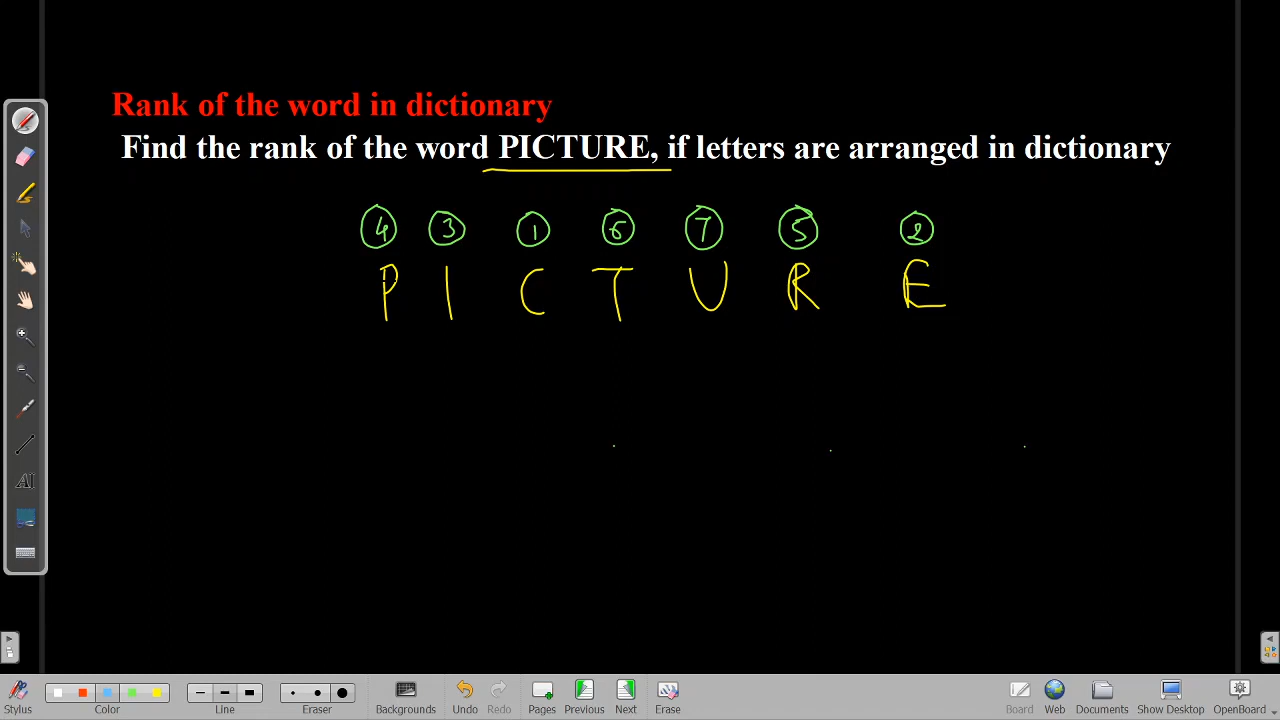 Rank of the word in dictionary
Find the rank of the word PICTURE, if letters are arranged in dictionary
4 3 1 6 7 5 2
P I C T U R E
Stylus Color Line Eraser Backgrounds Undo Redo Pages Previous Next Erase Board Web Documents Show Desktop OpenBoard